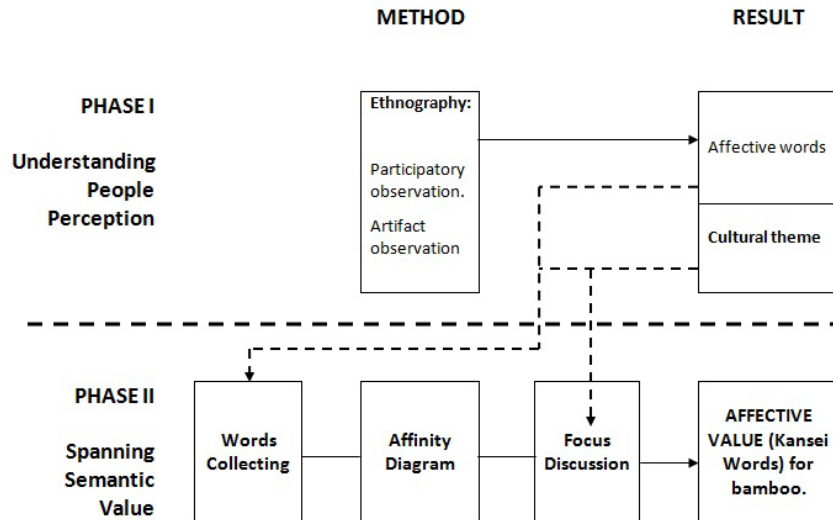 METHOD
RESULT
PHASE I
Understanding
People
Perception
Ethnography:
Participatory
observation.
Artifact
observation
Affective words
Cultural theme
PHASE II
Spanning
Semantic
Value
Words
Collecting
Affinity
Diagram
Focus
Discussion
AFFECTIVE
VALUE (Kansei
Words) for
bamboo.